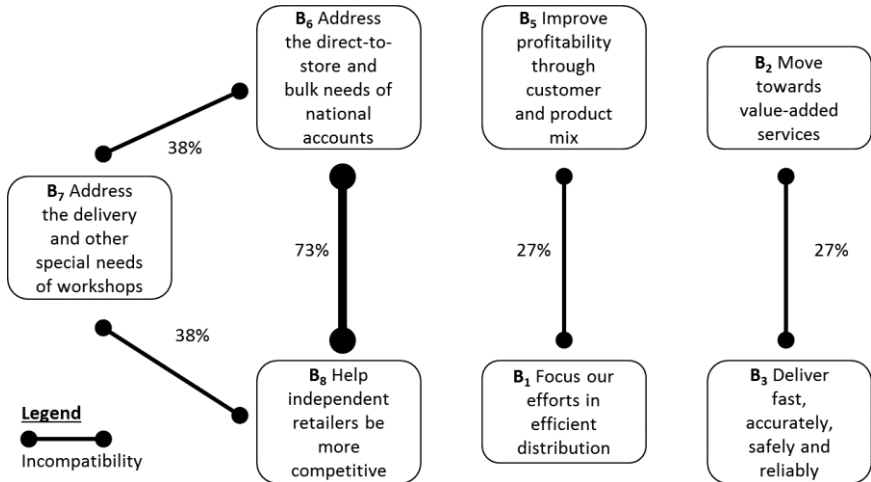 B₆ Address
the direct-to-
store and
bulk needs of
national
accounts
B₅ Improve
profitability
through
customer
and product
mix
B₂ Move
towards
value-added
services
38%
B₇ Address
the delivery
and other
special needs
of workshops
73%
27%
27%
38%
B₈ Help
independent
retailers be
more
competitive
B₁ Focus our
efforts in
efficient
distribution
B₃ Deliver
fast,
accurately,
safely and
reliably
Legend
Incompatibility